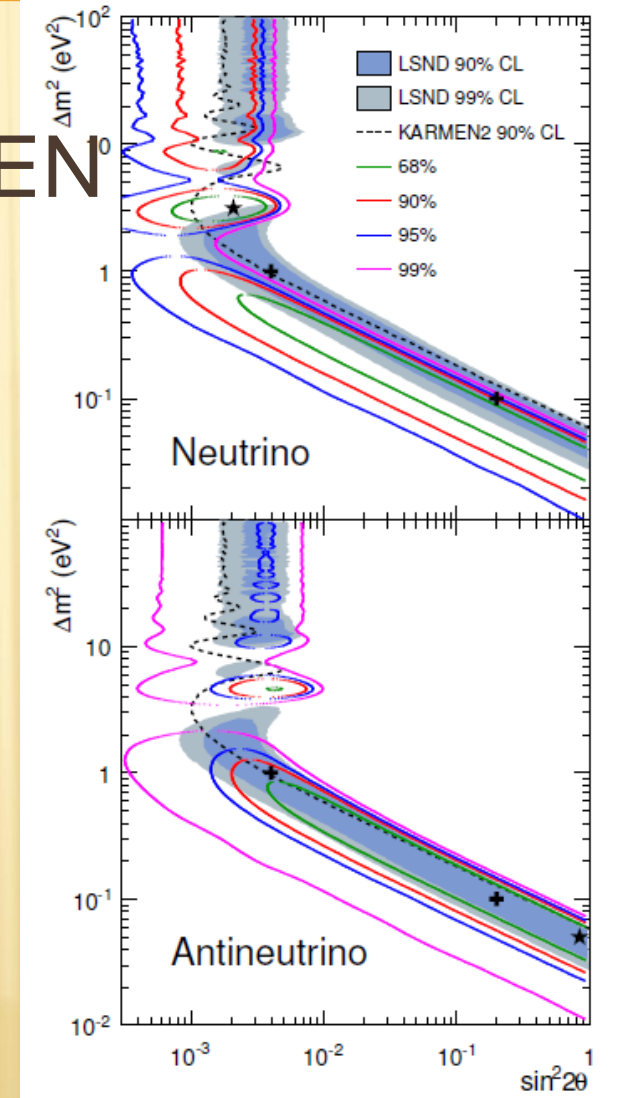 EN
10²
Δm² (eV²)
LSND 90% CL
LSND 99% CL
KARMEN2 90% CL
10
68%
90%
95%
99%
1
10⁻¹
Neutrino
Δm² (eV²)
10
1
10⁻¹
Antineutrino
10⁻²
10⁻³ 10⁻² 10⁻¹ 1
sin²2θ